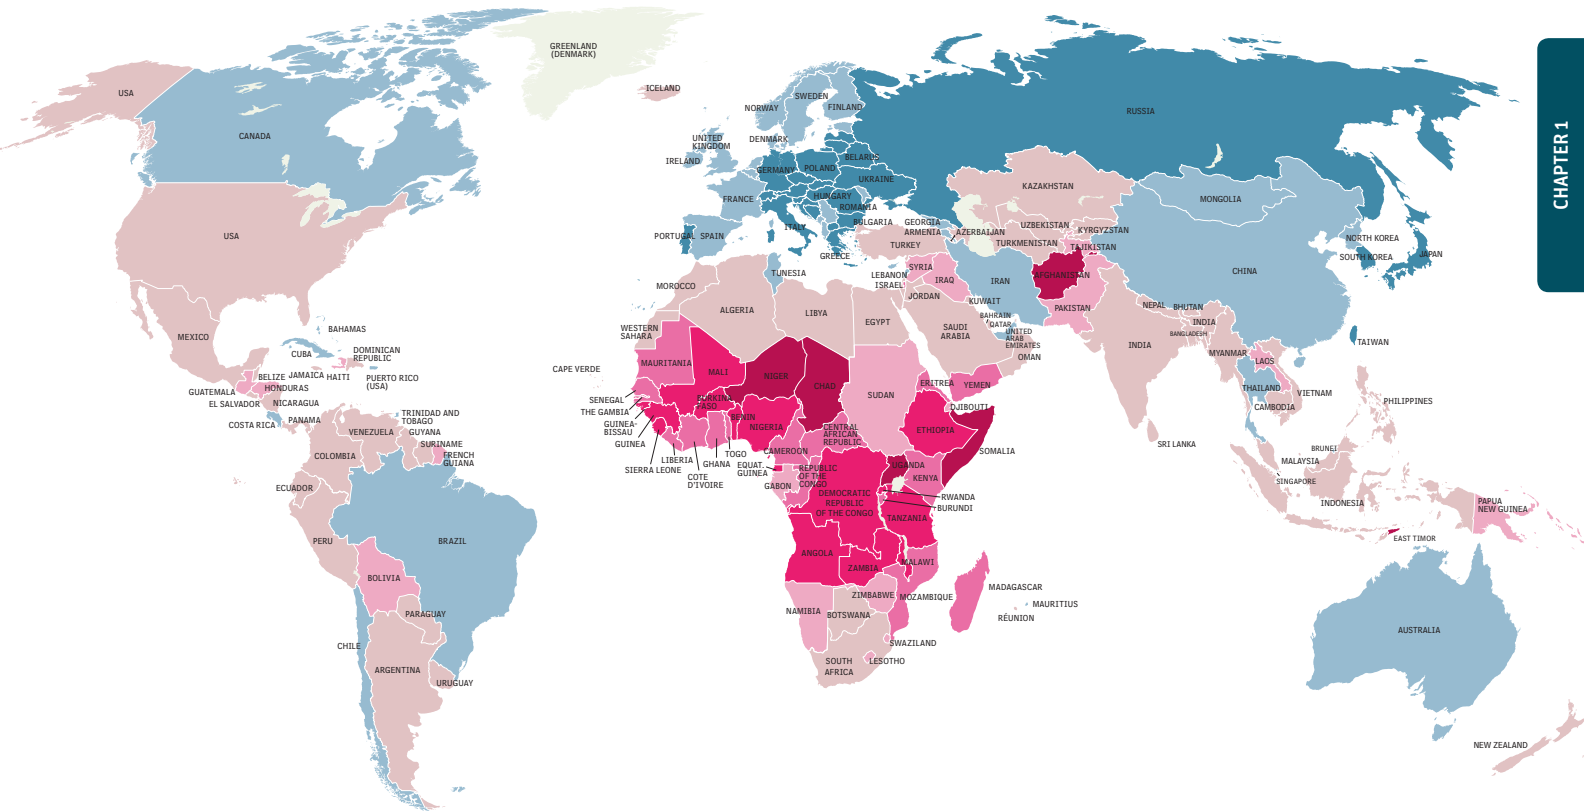 GREENLAND
(DENMARK)
USA
ICELAND
CANADA
CHAPTER 1
RUSSIA
SWEDEN
NORWAY
FINLAND
UNITED
KINGDOM
DENMARK
IRELAND
BELARUS
GERMANY
POLAND
UKRAINE
KAZAKHSTAN
FRANCE
HUNGARY
ROMANIA
MONGOLIA
USA
PORTUGAL
SPAIN
ITALY
BULGARIA
GEORGIA
ARMENIA
AZERBAIJAN
UZBEKISTAN
KYRGYZSTAN
TURKEY
TURKMENISTAN
TAJIKISTAN
NORTH KOREA
SOUTH KOREA
JAPAN
GREECE
TUNISIA
LEBANON
ISRAEL
SYRIA
IRAQ
IRAN
AFGHANISTAN
CHINA
MOROCCO
JORDAN
KUWAIT
PAKISTAN
ALGERIA
LIBYA
EGYPT
BAHRAIN
QATAR
NEPAL
BHUTAN
INDIA
BANGLADESH
WESTERN
SAHARA
SAUDI
ARABIA
UNITED
ARAB
EMIRATES
OMAN
INDIA
MYANMAR
LAOS
TAIWAN
MEXICO
BAHAMAS
CUBA
DOMINICAN
REPUBLIC
BELIZE
JAMAICA
HAITI
PUERTO RICO
(USA)
GUATEMALA
HONDURAS
EL SALVADOR
NICARAGUA
COSTA RICA
PANAMA
TRINIDAD AND
TOBAGO
VENEZUELA
GUYANA
SURINAME
FRENCH
GUIANA
COLOMBIA
ECUADOR
PERU
BRAZIL
BOLIVIA
PARAGUAY
CHILE
ARGENTINA
URUGUAY
CAPE VERDE
MAURITANIA
MALI
NIGER
CHAD
SUDAN
ERITREA
YEMEN
SENEGAL
THE GAMBIA
GUINEA-
BISSAU
GUINEA
SIERRA LEONE
LIBERIA
COTE
D'IVOIRE
GHANA
TOGO
BURKINA
FASO
BENIN
NIGERIA
DJIBOUTI
ETHIOPIA
SOMALIA
CENTRAL
AFRICAN
REPUBLIC
CAMEROON
EQUAT.
GUINEA
GABON
REPUBLIC
OF THE
CONGO
UGANDA
KENYA
DEMOCRATIC
REPUBLIC
OF THE CONGO
RWANDA
BURUNDI
TANZANIA
ANGOLA
ZAMBIA
MALAWI
MOZAMBIQUE
ZIMBABWE
NAMIBIA
BOTSWANA
MADAGASCAR
MAURITIUS
RÉUNION
SWAZILAND
LESOTHO
SOUTH
AFRICA
THAILAND
VIETNAM
CAMBODIA
PHILIPPINES
SRI LANKA
BRUNEI
MALAYSIA
SINGAPORE
INDONESIA
PAPUA
NEW GUINEA
EAST TIMOR
AUSTRALIA
NEW ZEALAND